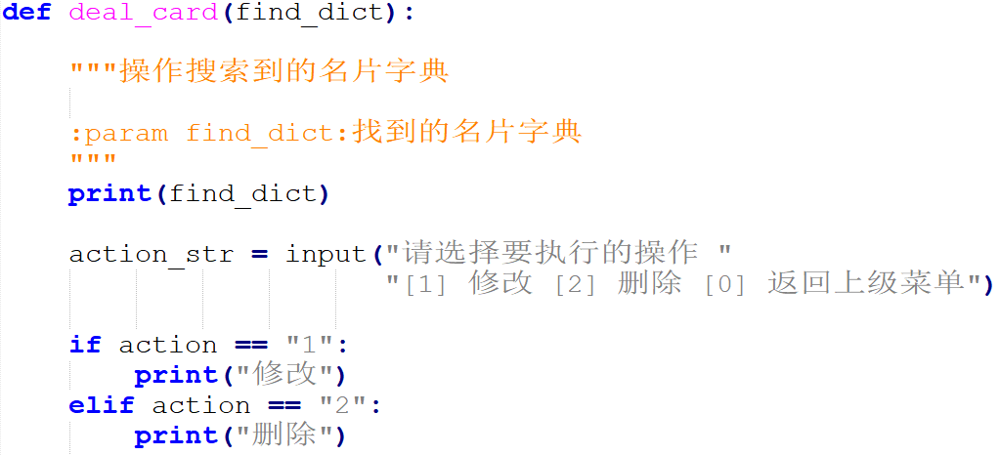 def deal_card(find_dict):
"""操作搜索到的名片字典
:param find_dict:找到的名片字典
"""
print(find_dict)
action_str = input("请选择要执行的操作 "
"[1] 修改 [2] 删除 [0] 返回上级菜单")
if action == "1":
print("修改")
elif action == "2":
print("删除")